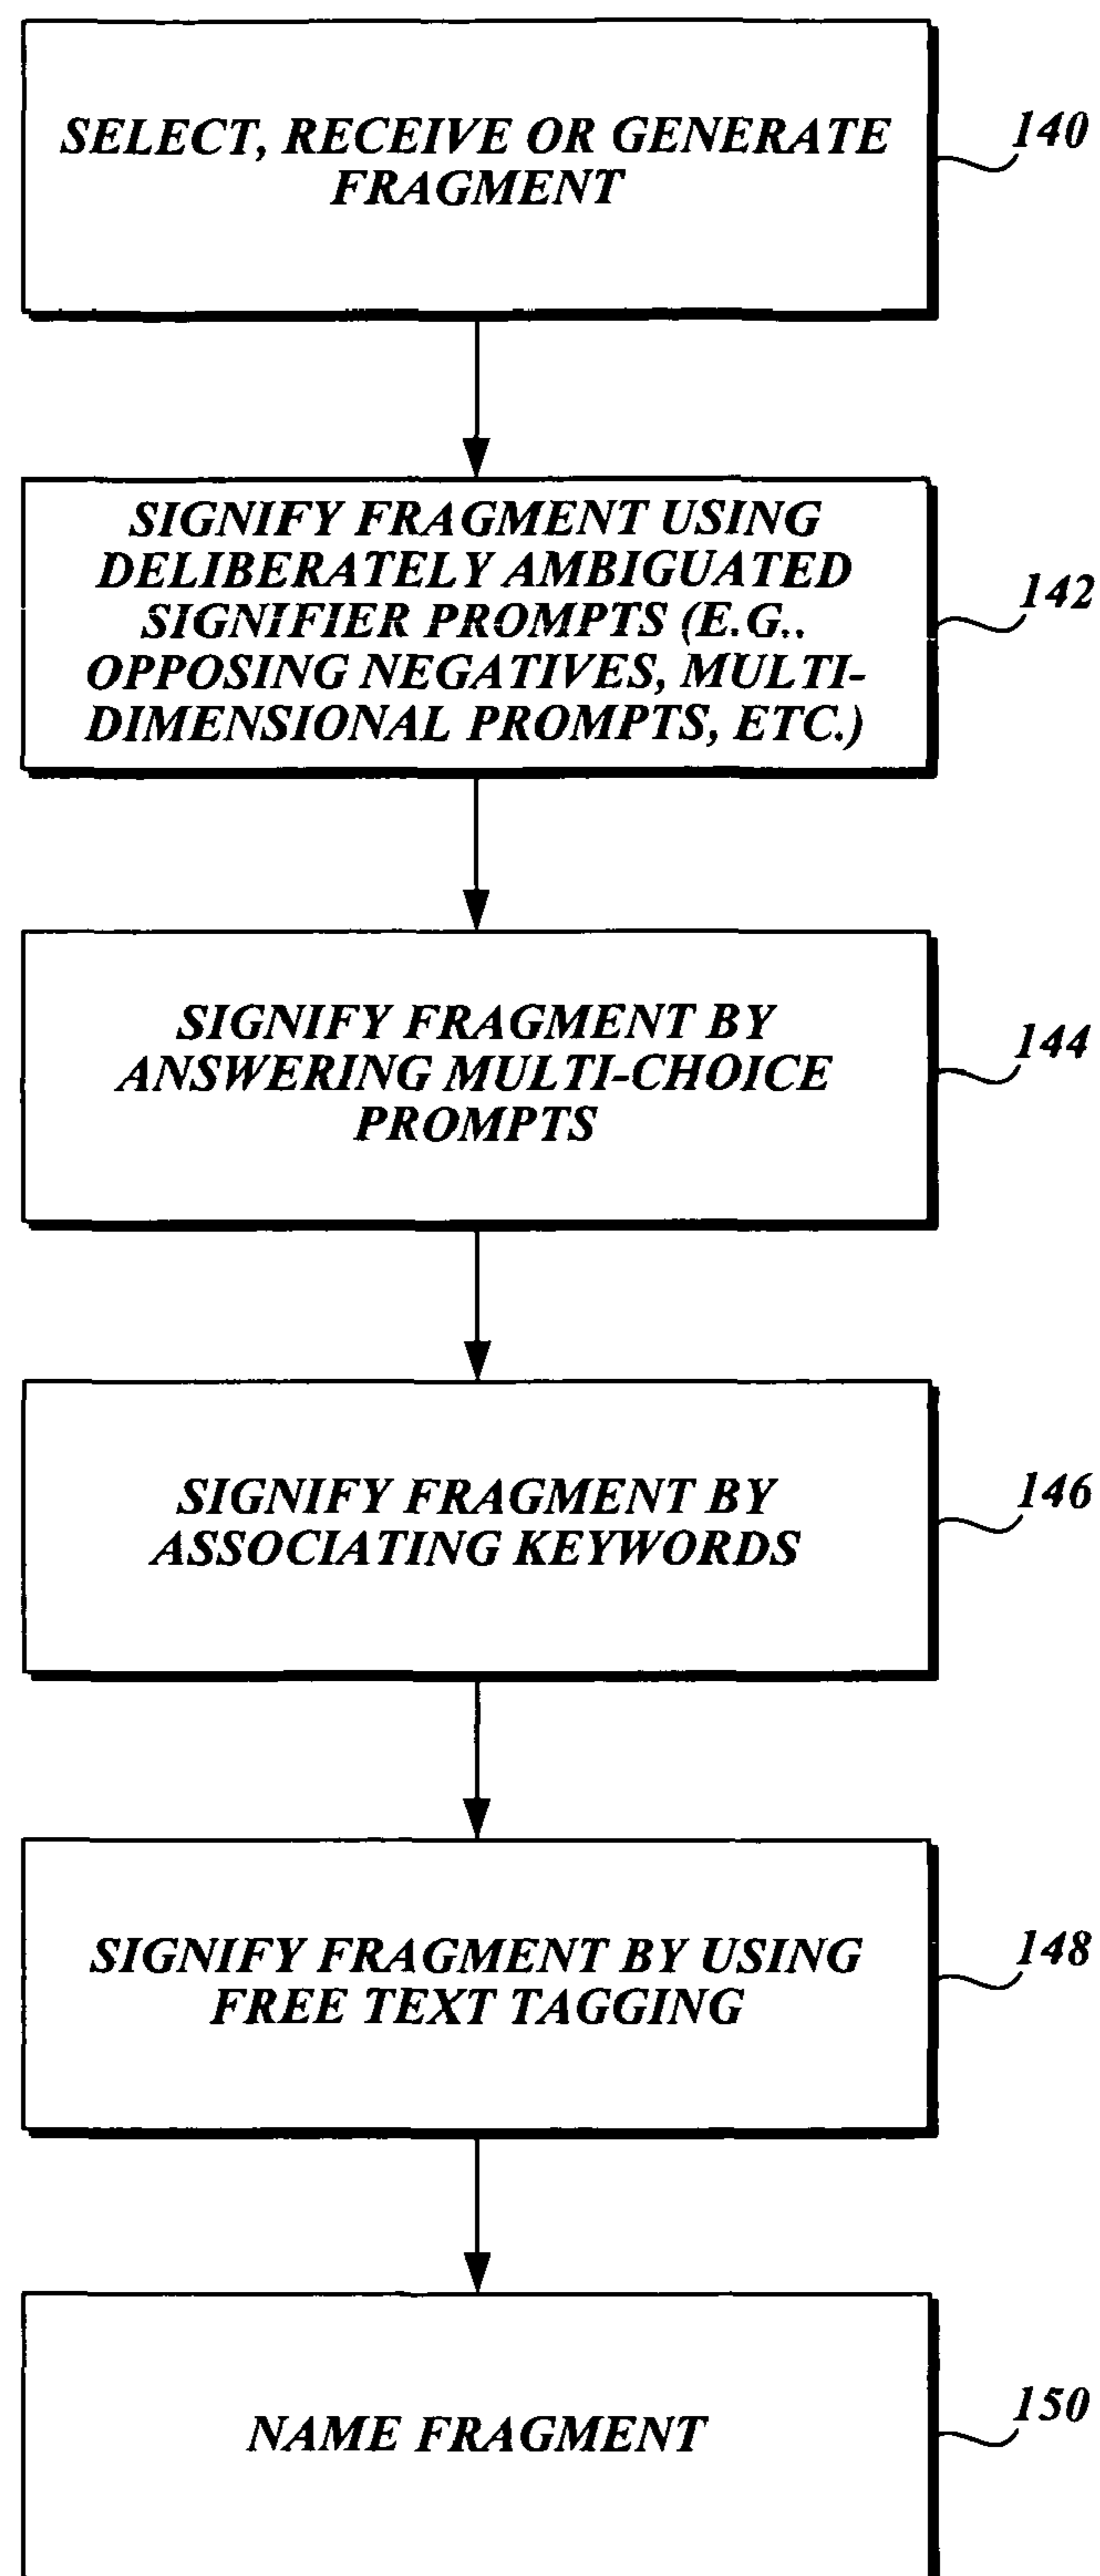 SELECT, RECEIVE OR GENERATE
FRAGMENT
140
SIGNIFY FRAGMENT USING
DELIBERATELY AMBIGUATED
SIGNIFIER PROMPTS (E.G..
OPPOSING NEGATIVES, MULTI-
DIMENSIONAL PROMPTS, ETC.)
142
SIGNIFY FRAGMENT BY
ANSWERING MULTI-CHOICE
PROMPTS
144
SIGNIFY FRAGMENT BY
ASSOCIATING KEYWORDS
146
SIGNIFY FRAGMENT BY USING
FREE TEXT TAGGING
148
NAME FRAGMENT
150